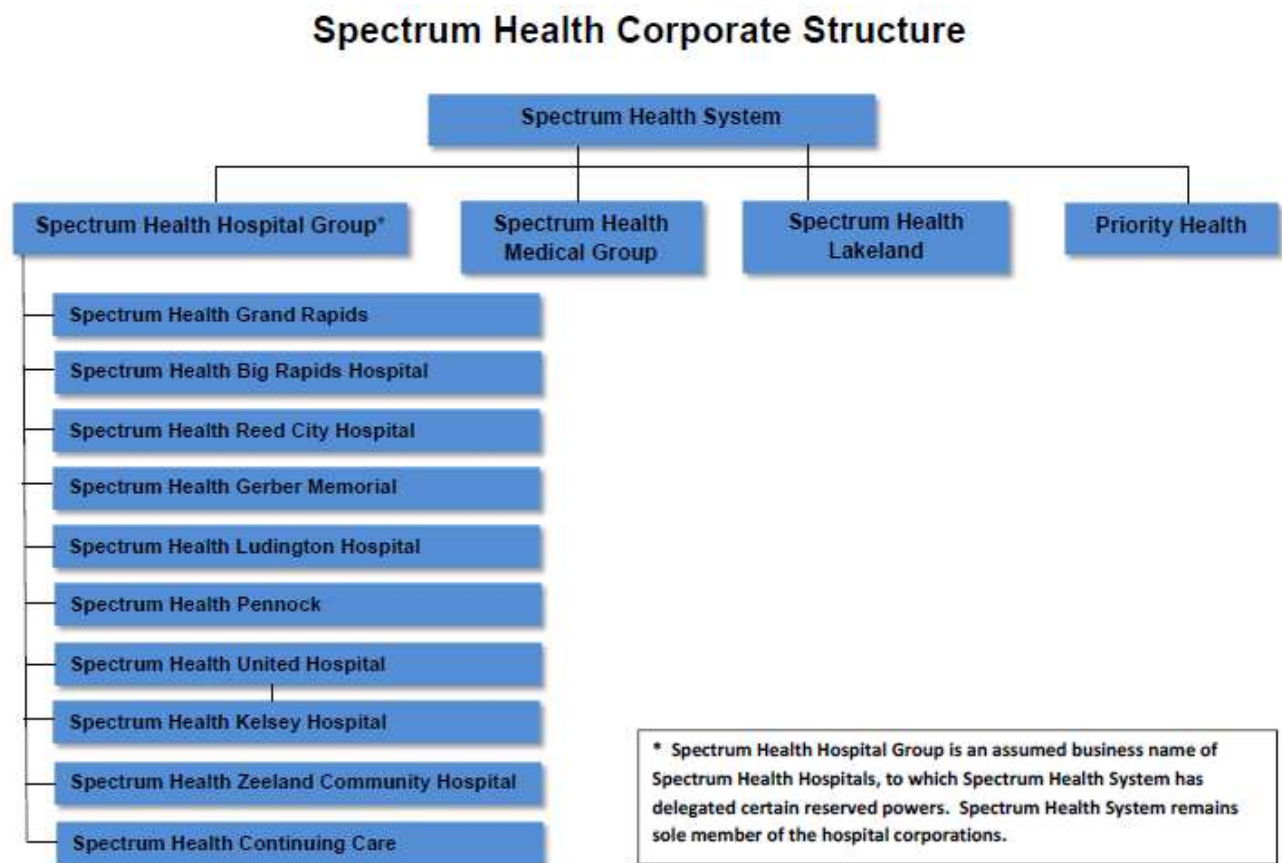 Spectrum Health Corporate Structure
Spectrum Health System
Spectrum Health Hospital Group*
Spectrum Health
Medical Group
Spectrum Health
Lakeland
Priority Health
Spectrum Health Grand Rapids
Spectrum Health Big Rapids Hospital
Spectrum Health Reed City Hospital
Spectrum Health Gerber Memorial
Spectrum Health Ludington Hospital
Spectrum Health Pennock
Spectrum Health United Hospital
Spectrum Health Kelsey Hospital
Spectrum Health Zeeland Community Hospital
Spectrum Health Continuing Care
* Spectrum Health Hospital Group is an assumed business name of
Spectrum Health Hospitals, to which Spectrum Health System has
delegated certain reserved powers. Spectrum Health System remains
sole member of the hospital corporations.